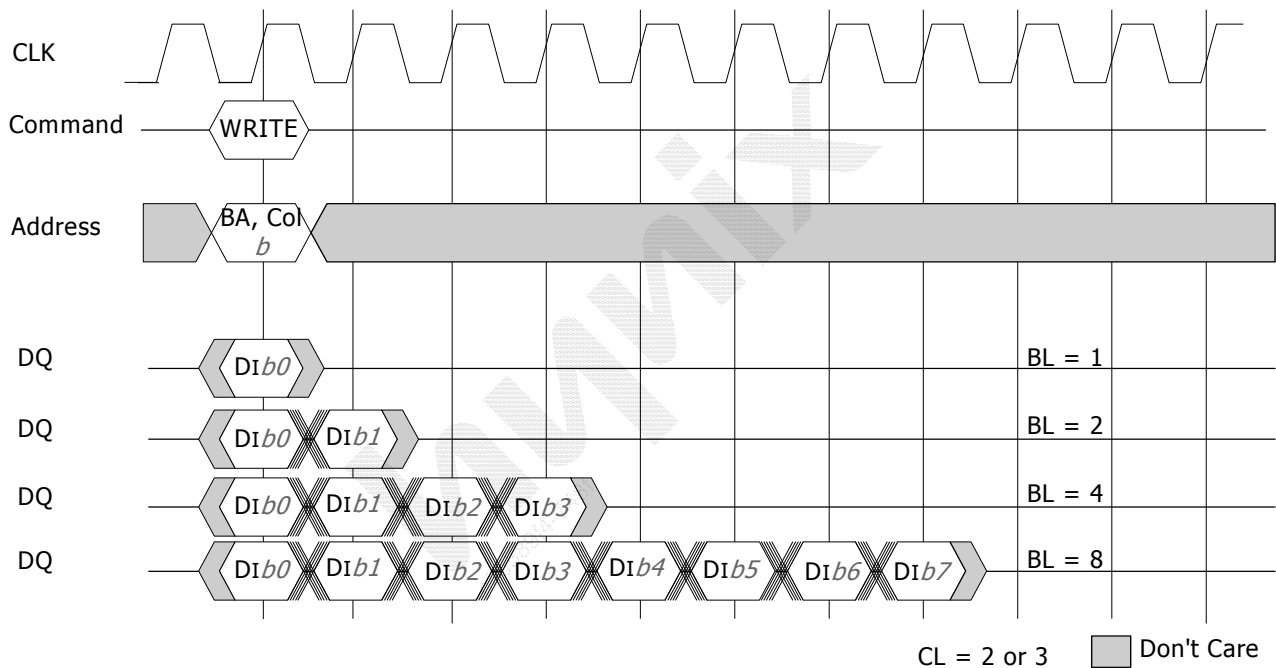 CLK
Command WRITE
Address BA, Col
b
DQ DIb0 BL = 1
DQ DIb0 DIb1 BL = 2
DQ DIb0 DIb1 DIb2 DIb3 BL = 4
DQ DIb0 DIb1 DIb2 DIb3 DIb4 DIb5 DIb6 DIb7 BL = 8
CL = 2 or 3 Don't Care